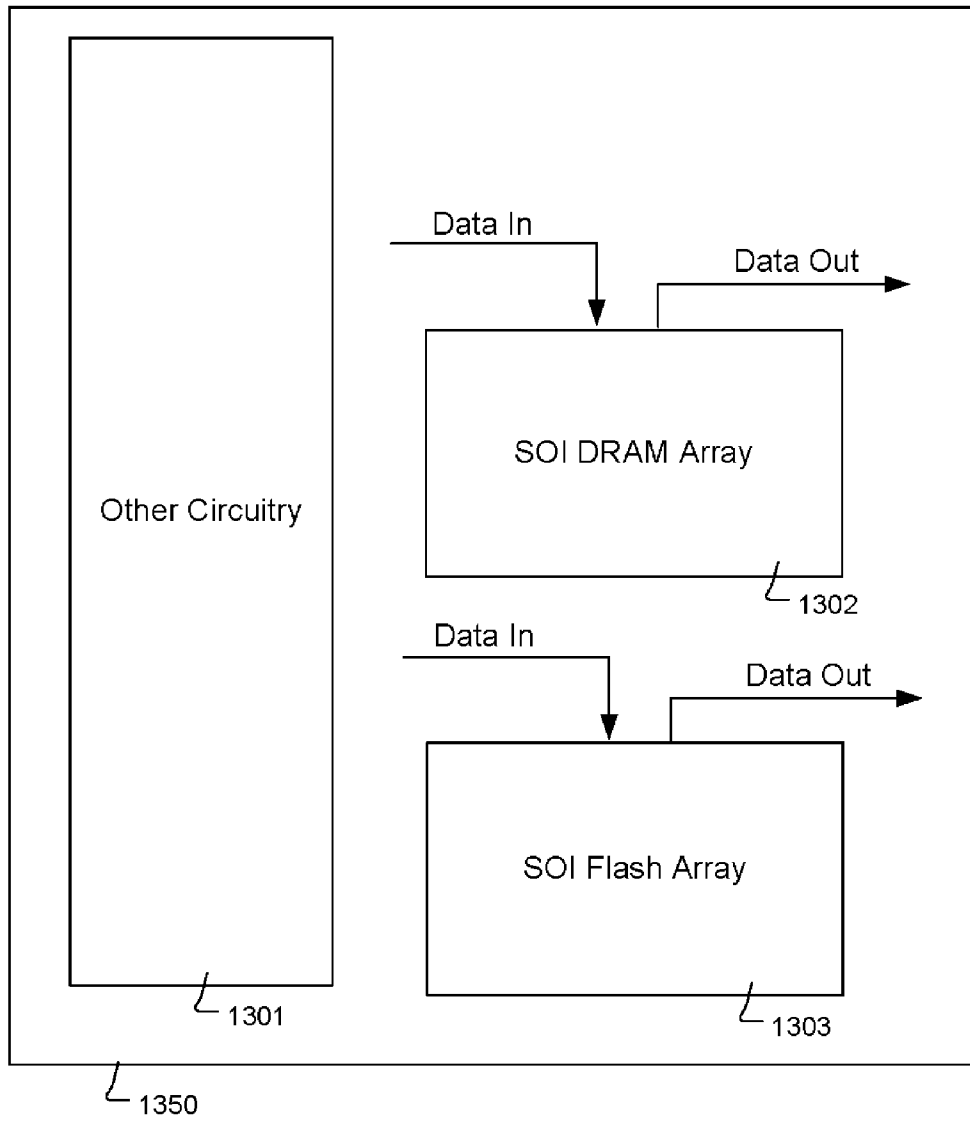 Data In
Data Out
SOI DRAM Array
Other Circuitry
1302
Data In
Data Out
SOI Flash Array
1301
1303
1350